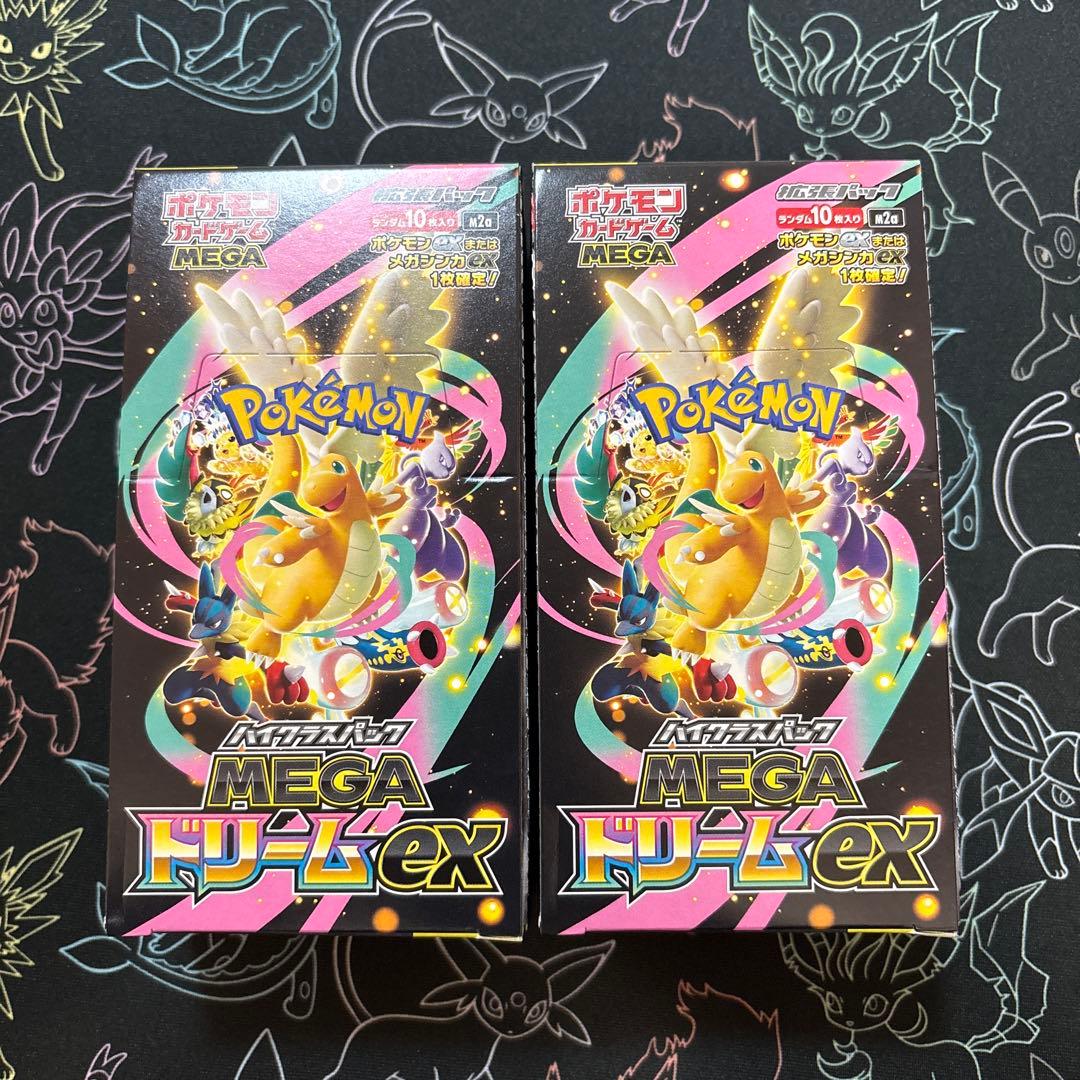 ポケモン
カードゲーム
MEGA
拡張パック
ランダム10枚入り M2a
ポケモンexまたは
メガシンカex
1枚確定!
POKéMON
TM
ハイクラスパック
MEGA
ドリームex
ポケモン
カードゲーム
MEGA
拡張パック
ランダム10枚入り M2a
ポケモンexまたは
メガシンカex
1枚確定!
POKéMON
TM
ハイクラスパック
MEGA
ドリームex